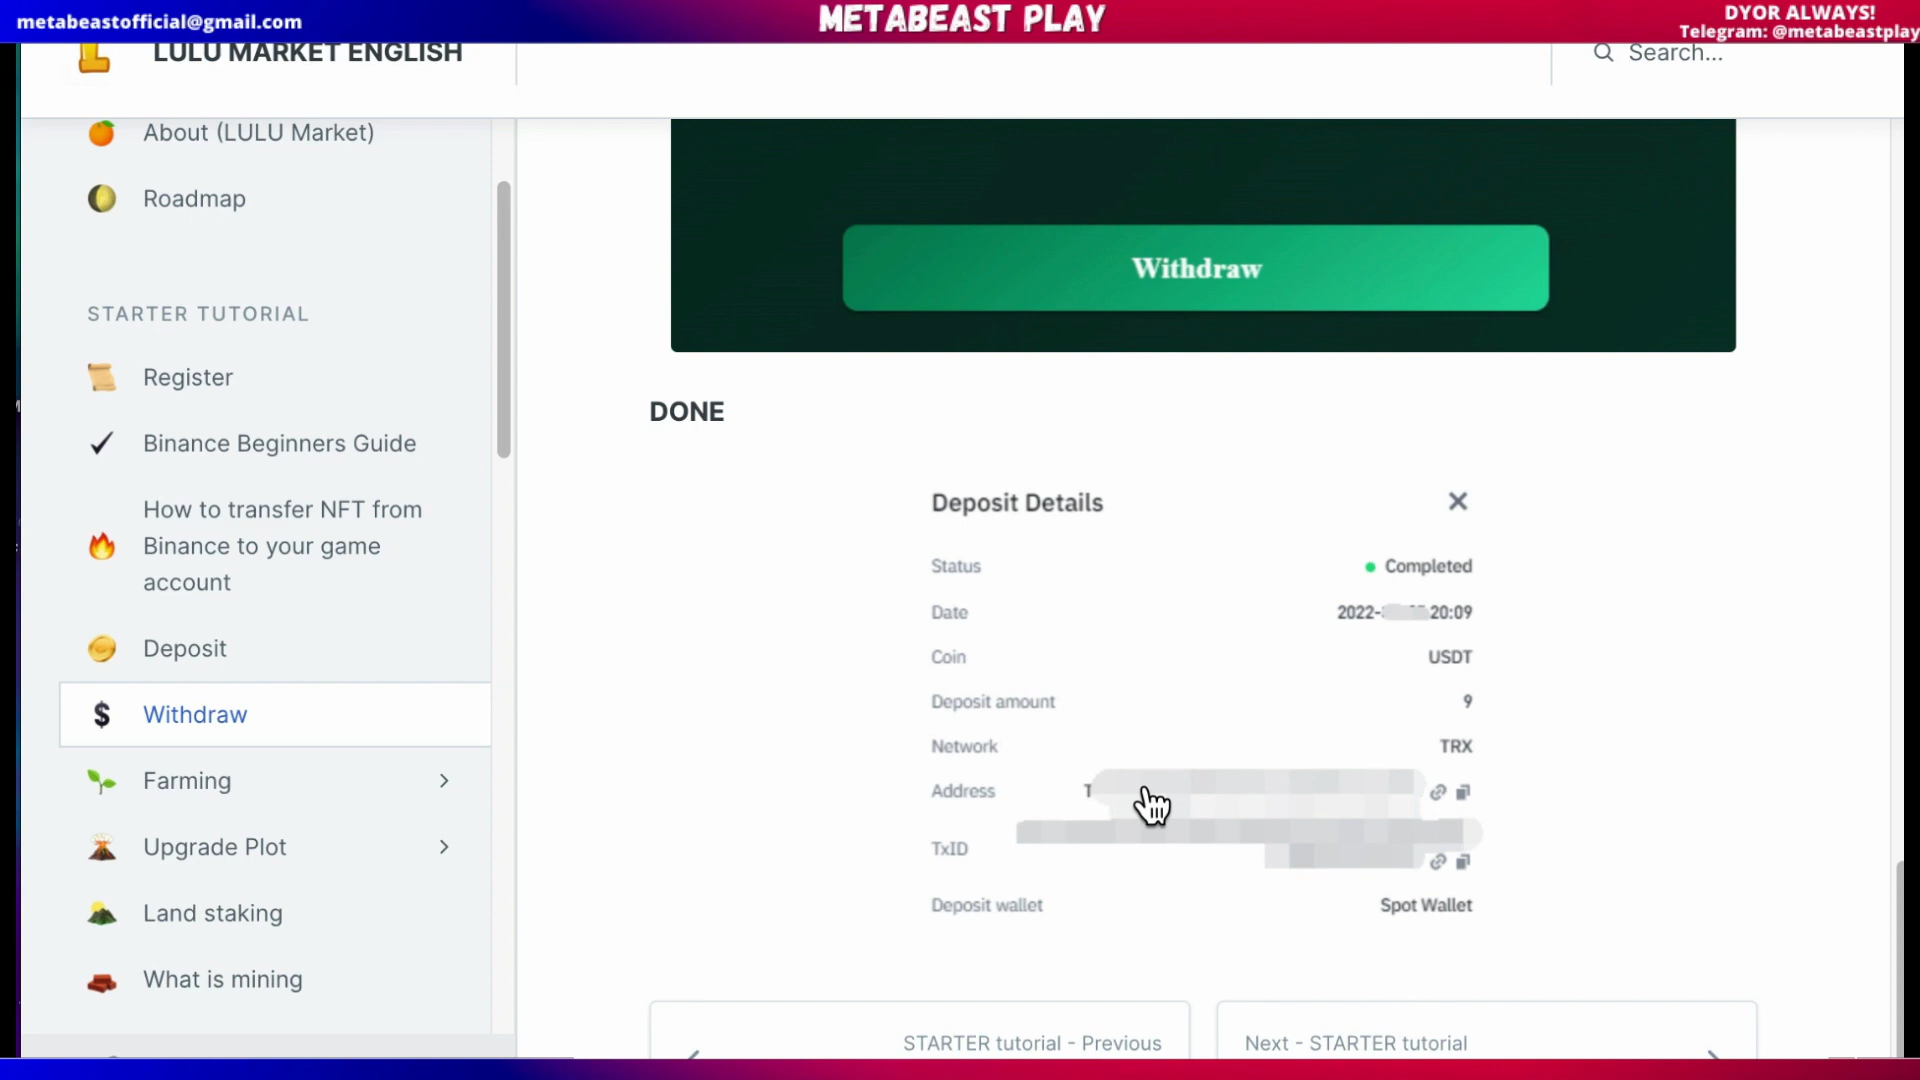 metabeastofficial@gmail.com
METABEAST PLAY
DYOR ALWAYS!
Telegram: @metabeastplay
LULU MARKET ENGLISH
Search...
About (LULU Market)
Roadmap
STARTER TUTORIAL
Register
Binance Beginners Guide
How to transfer NFT from
Binance to your game
account
Deposit
Withdraw
Farming
Upgrade Plot
Land staking
What is mining
Withdraw
DONE
Deposit Details
Status
Completed
Date
2022- 20:09
Coin
USDT
Deposit amount
9
Network
TRX
Address
T
TxID
Deposit wallet
Spot Wallet
STARTER tutorial - Previous
Next - STARTER tutorial